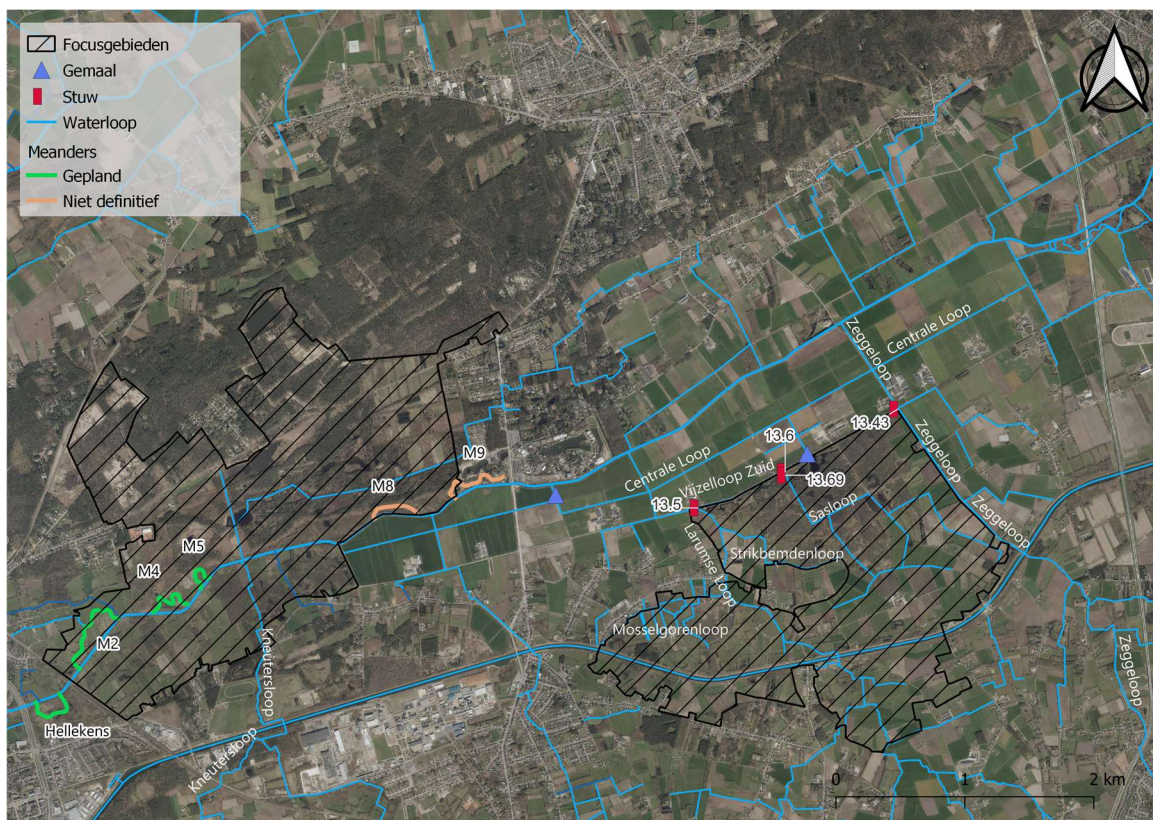 Focusgebieden
Gemaal
Stuw
Waterloop
Meanders
Gepland
Niet definitief
Zeggeloop
Centrale Loop
13.43
13.6
Zeggeloop
M9
Centrale Loop
Vijzelloop Zuid
13.69
M8
13.5
Sasloop
Zeggeloop
Larumse Loop
Strikbemdenloop
M5
M4
Mosselgorenloop
M2
Kneutersloop
Zeggeloop
Hellekens
Kneutersloop
0 1 2 km